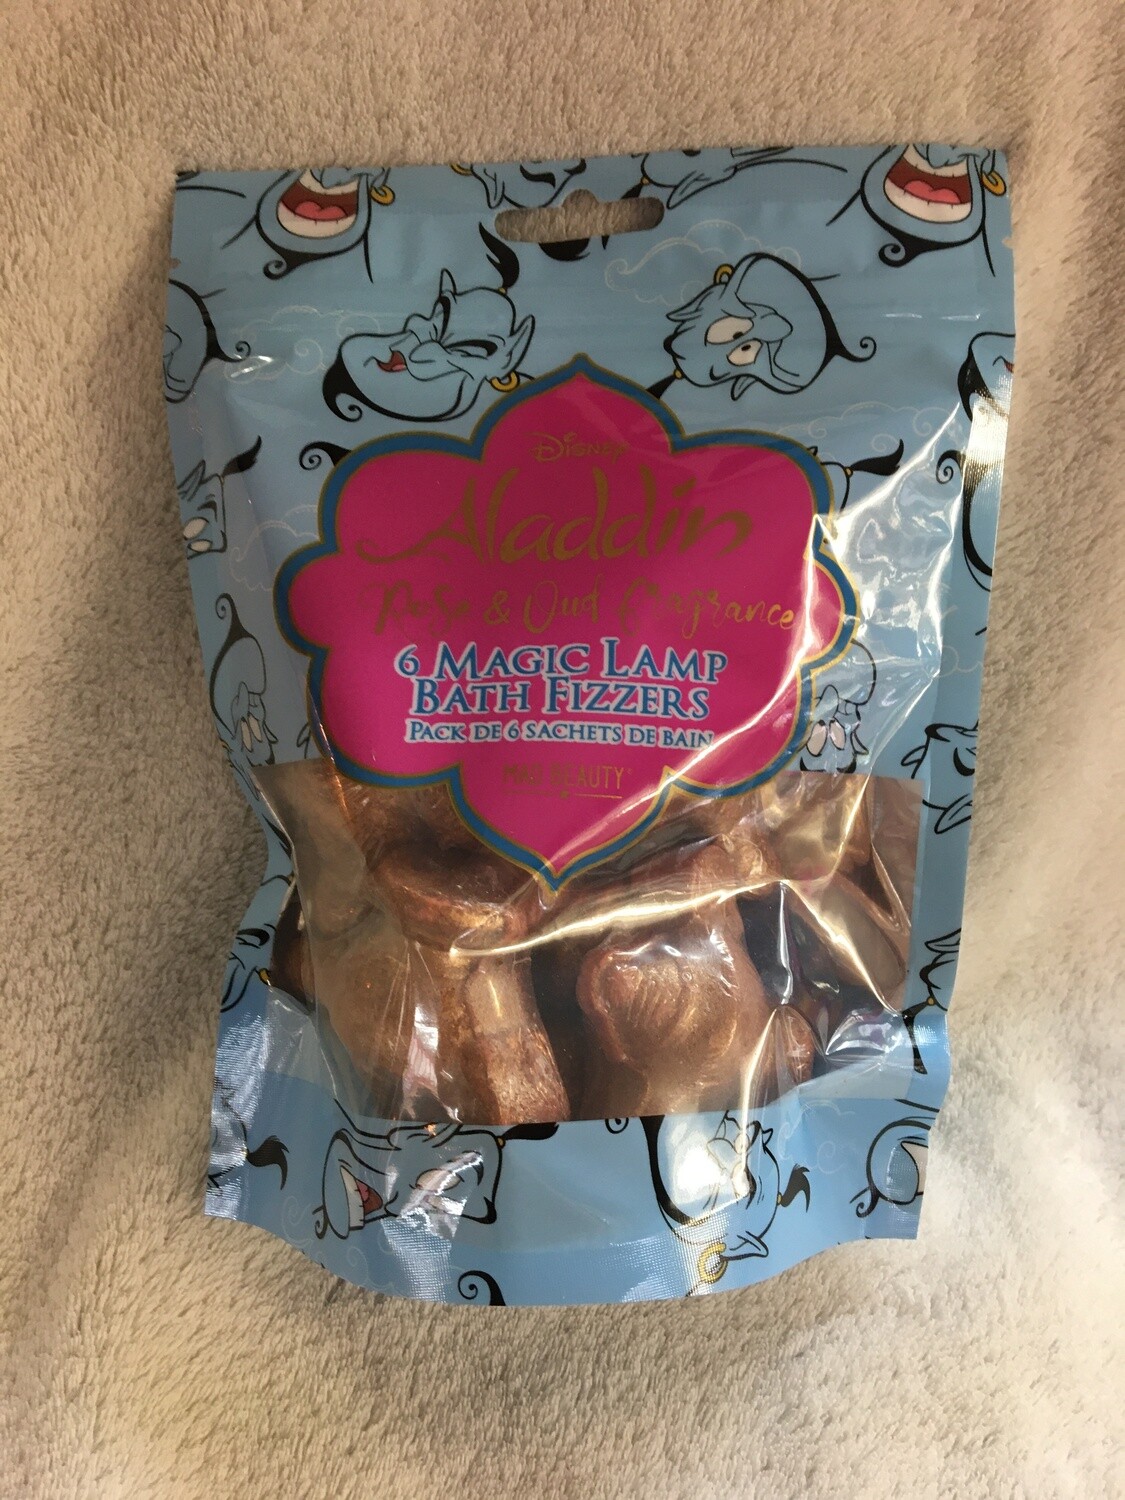 Disney
Aladdin
Rose & Oud Fragrance
6 MAGIC LAMP
BATH FIZZERS
PACK DE 6 SACHETS DE BAIN
MAD BEAUTY